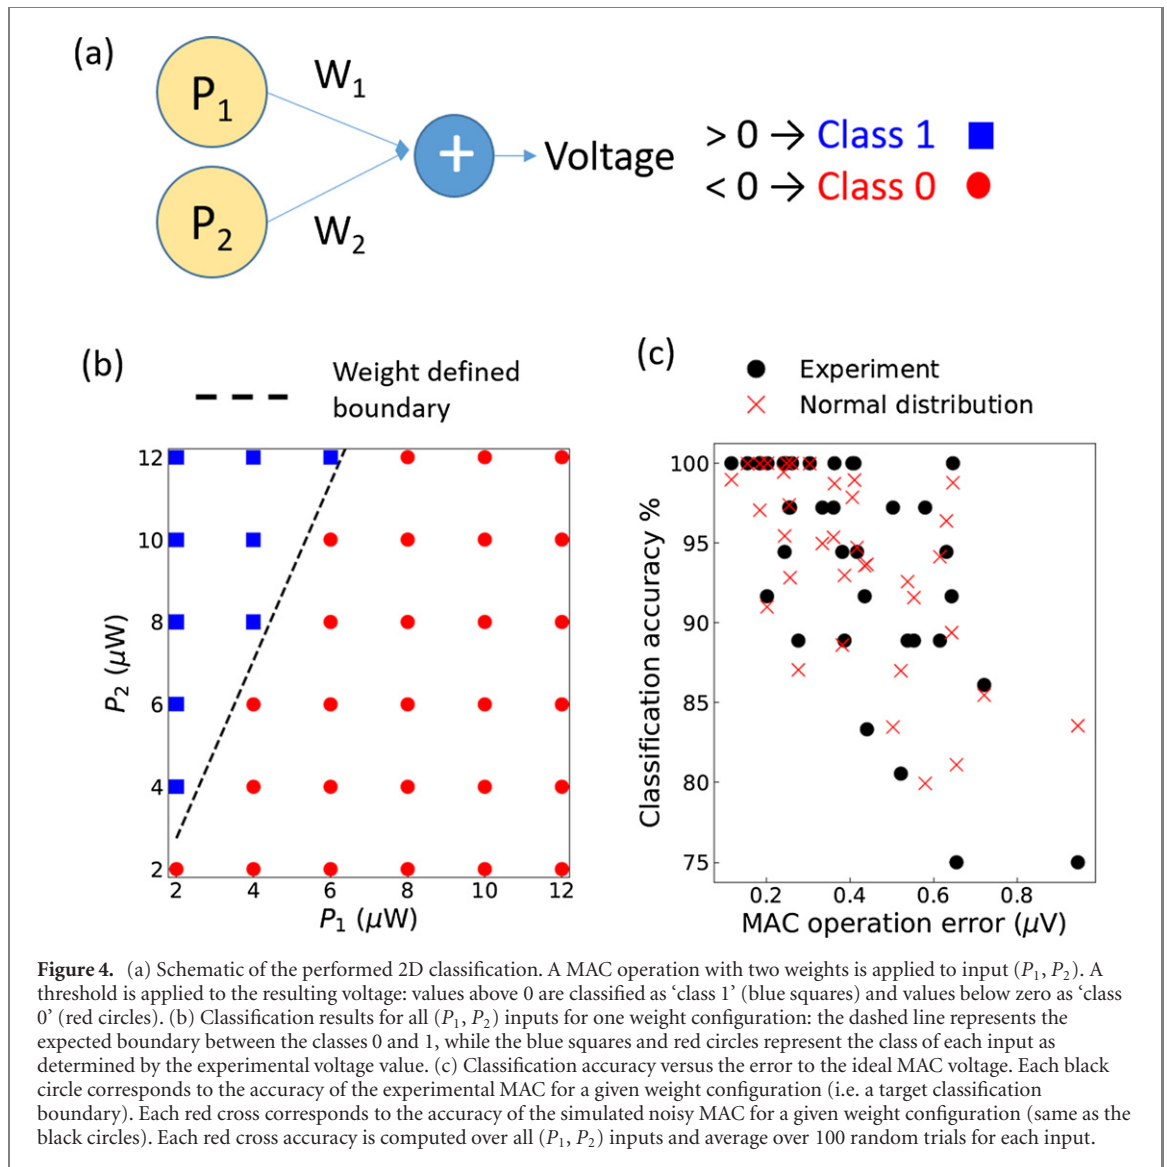 (a)
P1
W1
+
Voltage
> 0 → Class 1
< 0 → Class 0
P2
W2
(b)
Weight defined
boundary
12
10
8
6
4
2
P2 (μW)
2 4 6 8 10 12
P1 (μW)
(c)
Experiment
Normal distribution
100
95
90
85
80
75
Classification accuracy %
0.2 0.4 0.6 0.8
MAC operation error (μV)
Figure 4. (a) Schematic of the performed 2D classification. A MAC operation with two weights is applied to input (P1, P2). A
threshold is applied to the resulting voltage: values above 0 are classified as ‘class 1’ (blue squares) and values below zero as ‘class
0’ (red circles). (b) Classification results for all (P1, P2) inputs for one weight configuration: the dashed line represents the
expected boundary between the classes 0 and 1, while the blue squares and red circles represent the class of each input as
determined by the experimental voltage value. (c) Classification accuracy versus the error to the ideal MAC voltage. Each black
circle corresponds to the accuracy of the experimental MAC for a given weight configuration (i.e. a target classification
boundary). Each red cross corresponds to the accuracy of the simulated noisy MAC for a given weight configuration (same as the
black circles). Each red cross accuracy is computed over all (P1, P2) inputs and average over 100 random trials for each input.